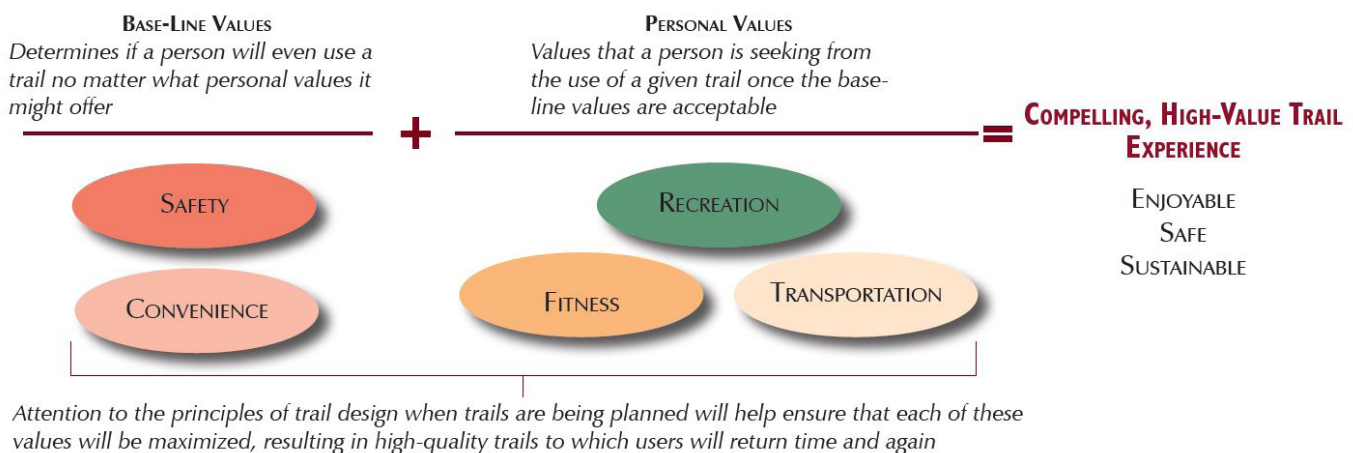 Base-Line Values
Determines if a person will even use a
trail no matter what personal values it
might offer
+
Personal Values
Values that a person is seeking from
the use of a given trail once the base-
line values are acceptable
=
Compelling, High-Value Trail
Experience
Enjoyable
Safe
Sustainable
Safety
Convenience
Recreation
Fitness
Transportation
Attention to the principles of trail design when trails are being planned will help ensure that each of these
values will be maximized, resulting in high-quality trails to which users will return time and again